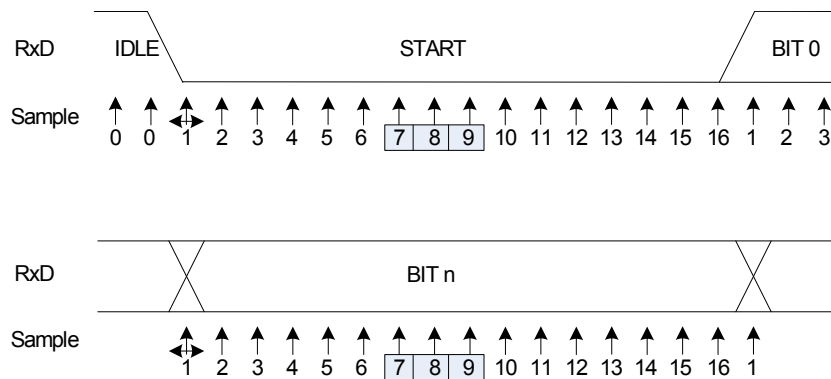 RxD IDLE START BIT 0
Sample
0 0 1 2 3 4 5 6 7 8 9 10 11 12 13 14 15 16 1 2 3
RxD BIT n
Sample
1 2 3 4 5 6 7 8 9 10 11 12 13 14 15 16 1